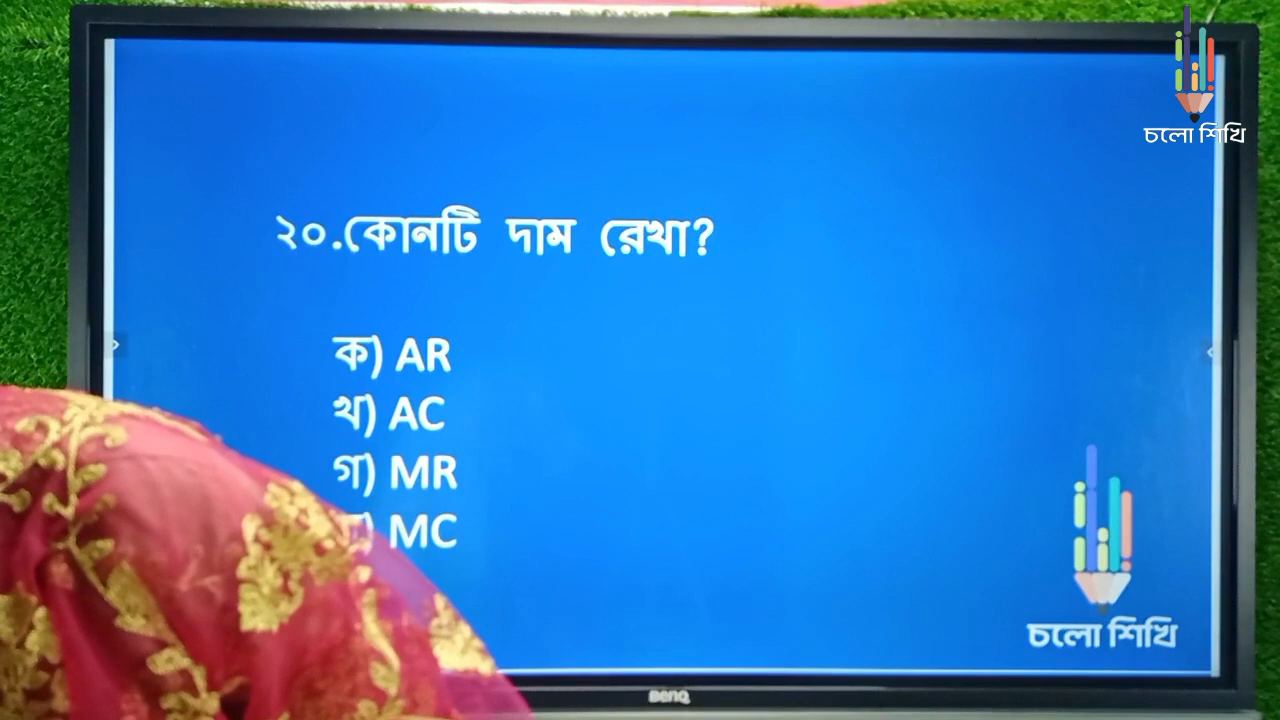 চলো শিখি
২০.কোনটি দাম রেখা?
ক) AR
খ) AC
গ) MR
) MC
চলো শিখি
BenQ